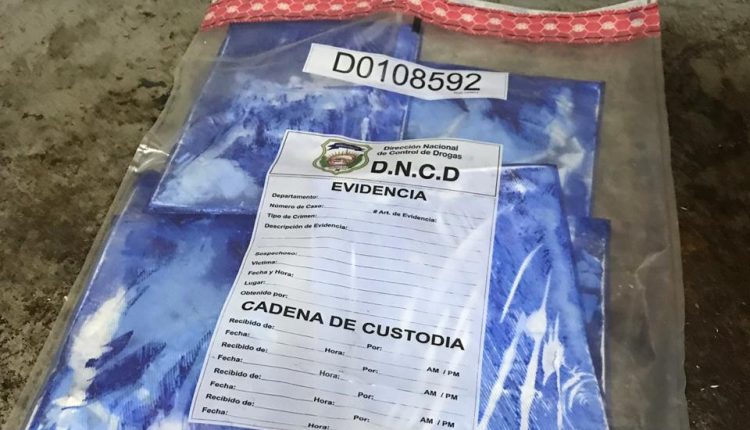 D0108592
Dirección Nacional
de Control de Drogas
D.N.C.D
EVIDENCIA
Departamento:
Número de Caso: # Art. de Evidencia:
Tipo de Crimen:
Descripción de Evidencia:
Sospechoso:
Víctima:
Fecha y Hora:
Lugar:
Obtenido por:
CADENA DE CUSTODIA
Recibido de: Por:
Fecha: Hora: AM / PM
Recibido de: Por:
Fecha: Hora: AM / PM
Recibido de: Por:
Fecha: Hora: AM / PM
Recibido de: Por:
Fecha: Hora: AM / PM